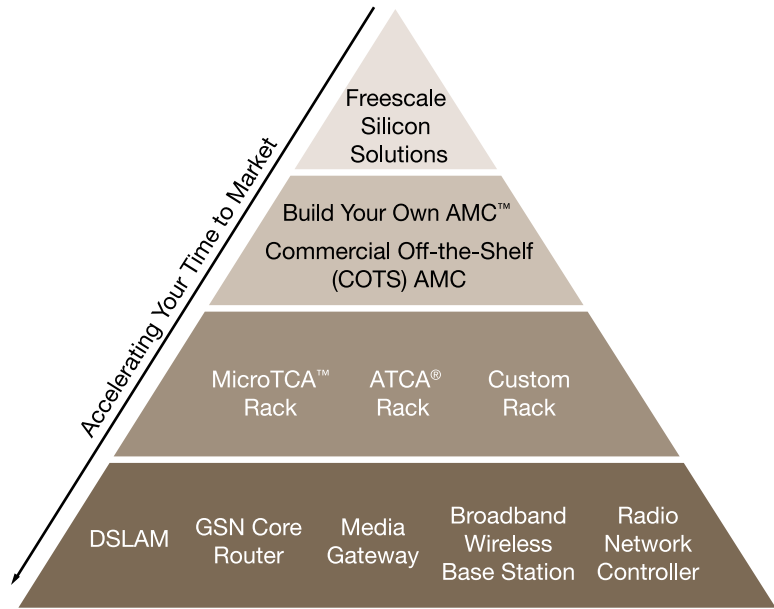 Accelerating Your Time to Market
Freescale
Silicon
Solutions
Build Your Own AMC™
Commercial Off-the-Shelf
(COTS) AMC
MicroTCA™
Rack
ATCA®
Rack
Custom
Rack
DSLAM
GSN Core
Router
Media
Gateway
Broadband
Wireless
Base Station
Radio
Network
Controller